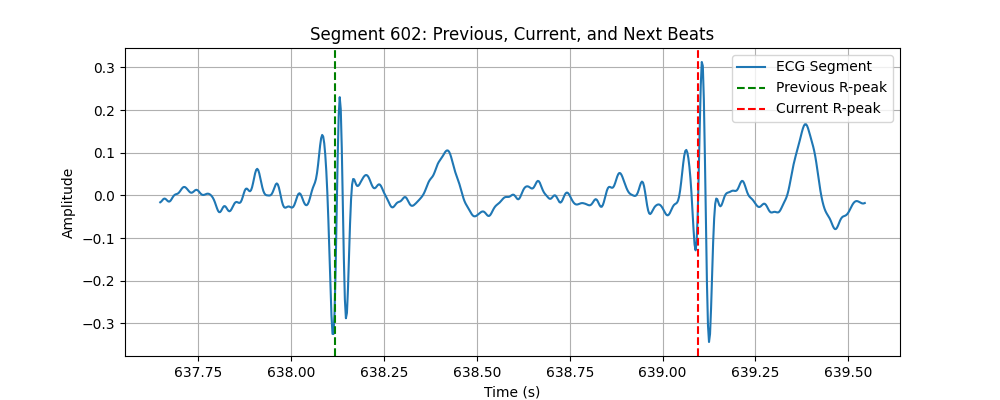 Segment 602: Previous, Current, and Next Beats
ECG Segment
Previous R-peak
Current R-peak
Amplitude
0.3
0.2
0.1
0.0
−0.1
−0.2
−0.3
637.75 638.00 638.25 638.50 638.75 639.00 639.25 639.50
Time (s)